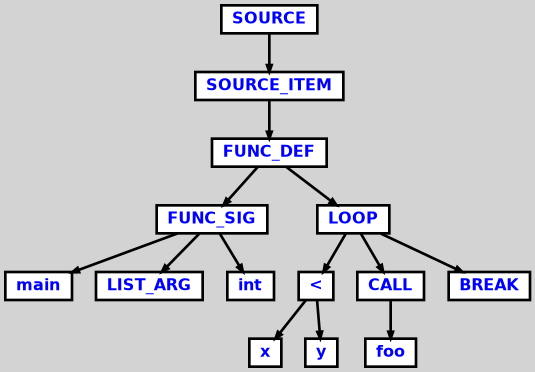 SOURCE
SOURCE_ITEM
FUNC_DEF
FUNC_SIG LOOP
main LIST_ARG int < CALL BREAK
x y foo